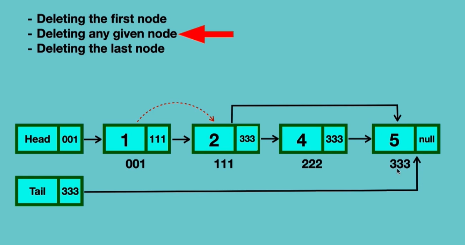 - Deleting the first node
- Deleting any given node
- Deleting the last node
Head 001 1 111 2 333 4 333 5 null
001 111 222 333
Tail 333